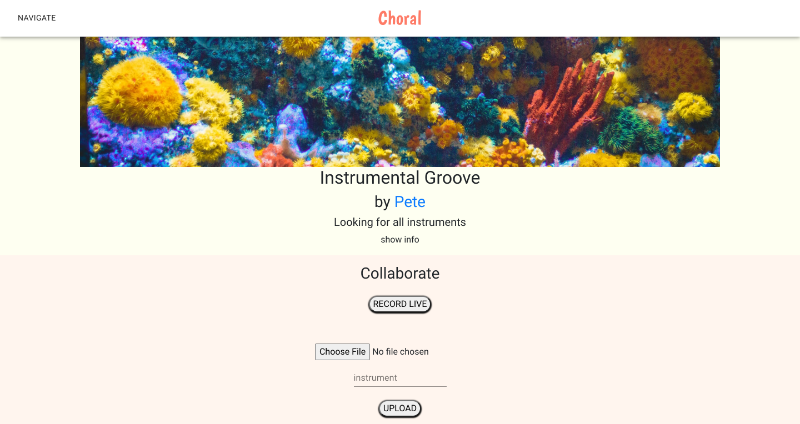 NAVIGATE
Choral
Instrumental Groove
by Pete
Looking for all instruments
show info
Collaborate
RECORD LIVE
Choose File No file chosen
instrument
UPLOAD